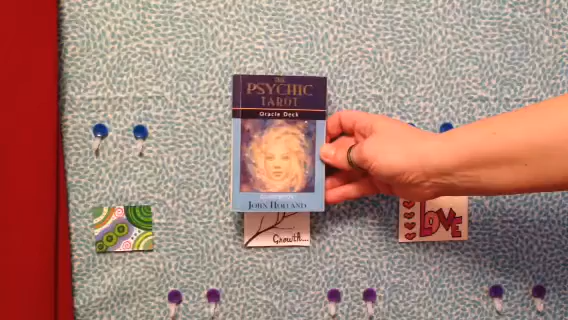 THE
PSYCHIC
TAROT
Oracle Deck
JOHN HOLLAND
Growth...
LOVE